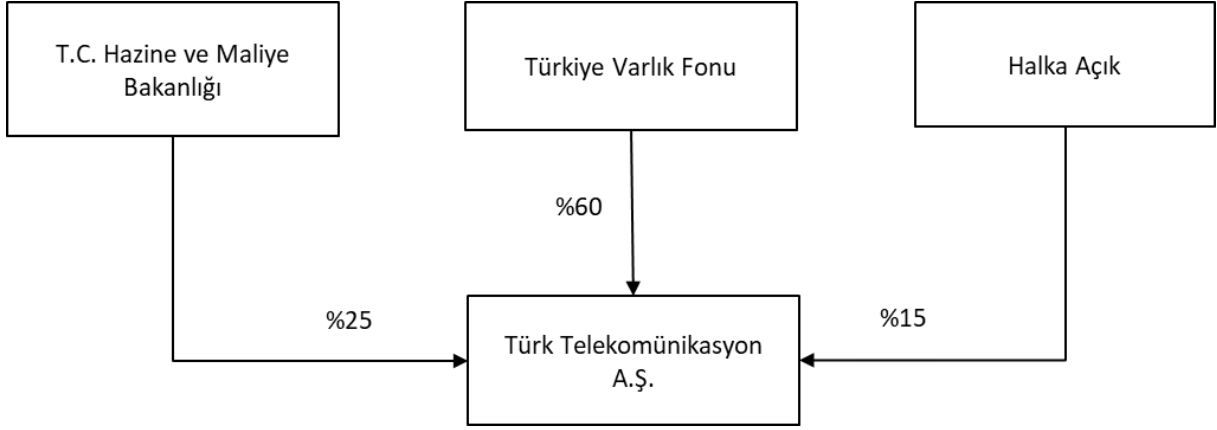 T.C. Hazine ve Maliye
Bakanlığı
Türkiye Varlık Fonu
Halka Açık
%60
%25
%15
Türk Telekomünikasyon
A.Ş.